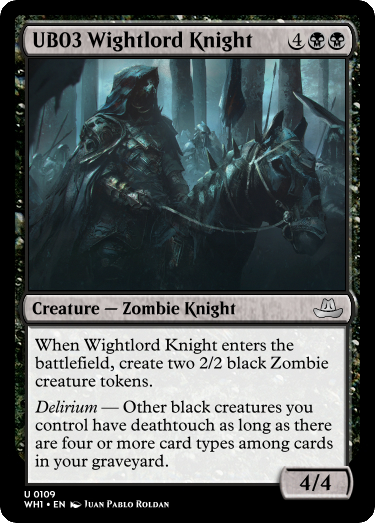 UB03 Wightlord Knight 4
Creature — Zombie Knight
When Wightlord Knight enters the
battlefield, create two 2/2 black Zombie
creature tokens.
Delirium — Other black creatures you
control have deathtouch as long as there
are four or more card types among cards
in your graveyard.
4/4
U 0109
WH1 • EN Juan Pablo Roldan